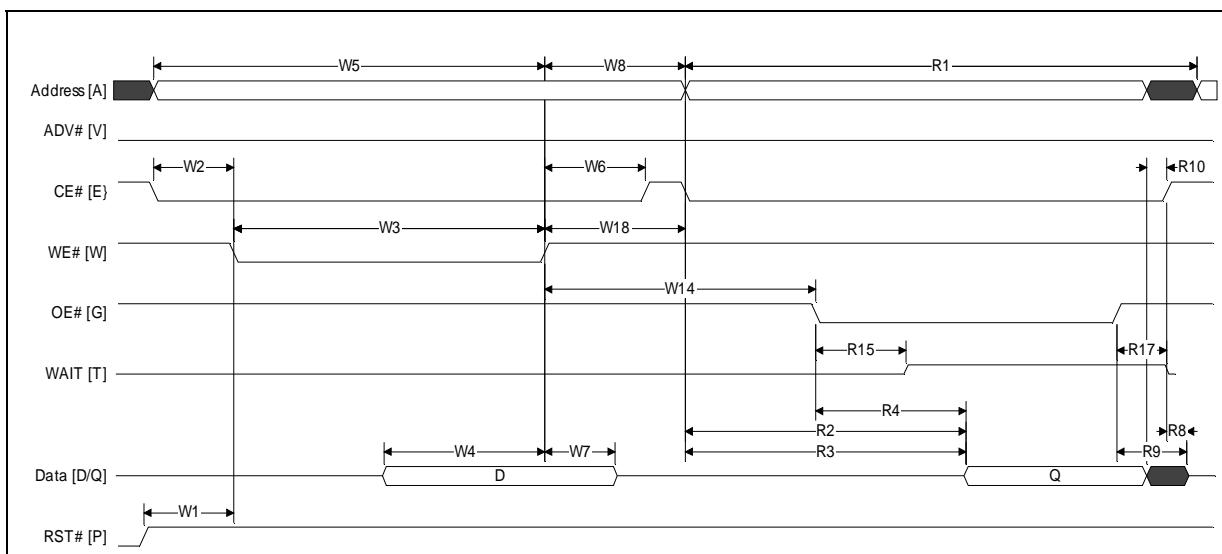 W5 W8 R1
Address [A]
ADV# [V]
W2 W6 R10
CE# [E}
W3 W18
WE# [W]
W14
OE# [G]
R15 R17
WAIT [T]
R4
R2 R8
R3 R9
W4 W7
Data [D/Q] D Q
W1
RST# [P]